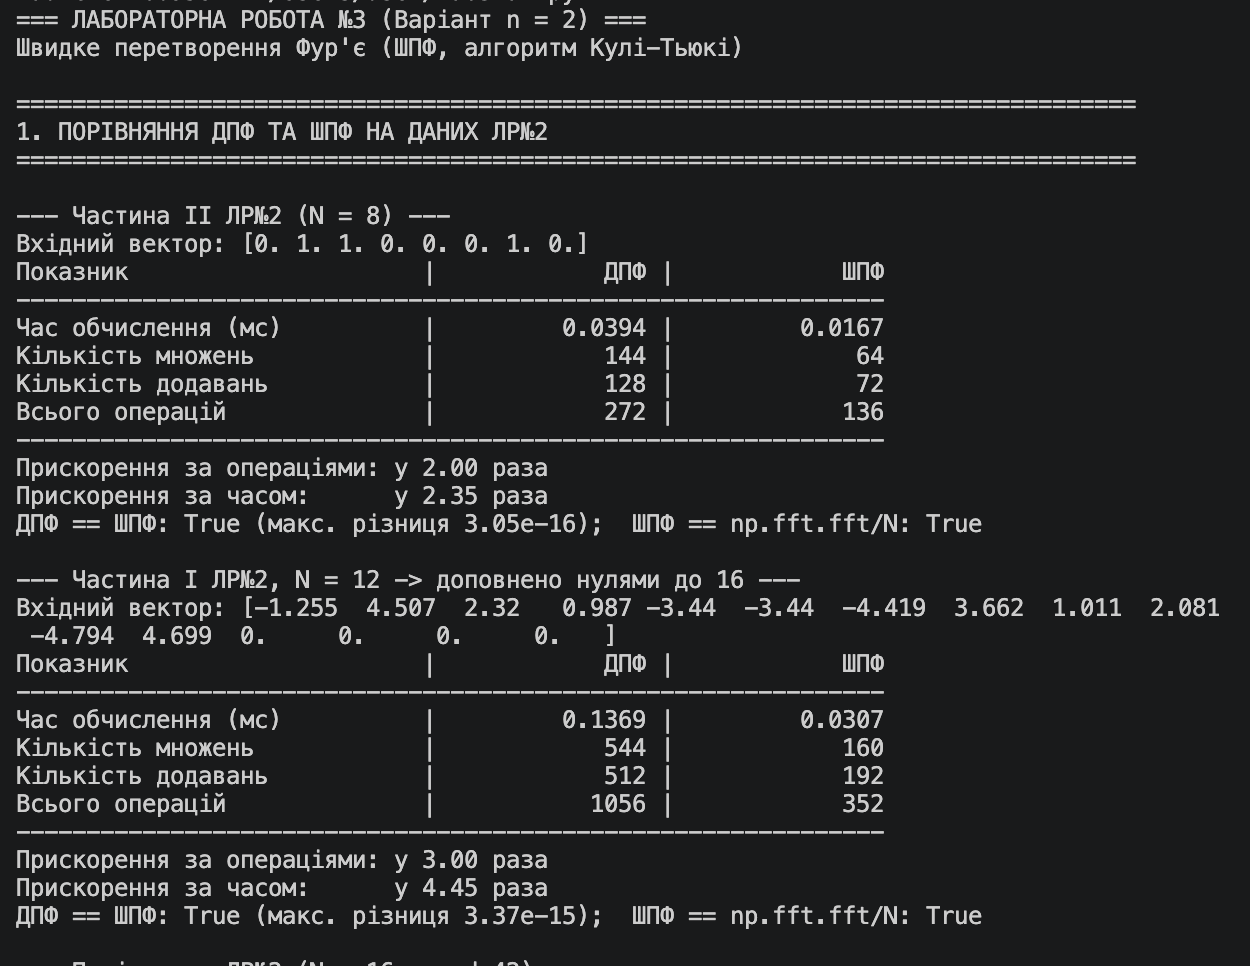 === ЛАБОРАТОРНА РОБОТА №3 (Варіант n = 2) ===
Швидке перетворення Фур'є (ШПФ, алгоритм Кулі-Тьюкі)
================================================================================
1. ПОРІВНЯННЯ ДПФ ТА ШПФ НА ДАНИХ ЛР№2
================================================================================
--- Частина II ЛР№2 (N = 8) ---
Вхідний вектор: [0. 1. 1. 0. 0. 0. 1. 0.]
Показник                     |            ДПФ |            ШПФ
--------------------------------------------------------------
Час обчислення (мс)          |         0.0394 |         0.0167
Кількість множень            |            144 |             64
Кількість додавань           |            128 |             72
Всього операцій              |            272 |            136
--------------------------------------------------------------
Прискорення за операціями: у 2.00 раза
Прискорення за часом:      у 2.35 раза
ДПФ == ШПФ: True (макс. різниця 3.05e-16);  ШПФ == np.fft.fft/N: True
--- Частина I ЛР№2, N = 12 -> доповнено нулями до 16 ---
Вхідний вектор: [-1.255  4.507  2.32   0.987 -3.44  -3.44  -4.419  3.662  1.011  2.081
 -4.794  4.699  0.     0.     0.     0.   ]
Показник                     |            ДПФ |            ШПФ
--------------------------------------------------------------
Час обчислення (мс)          |         0.1369 |         0.0307
Кількість множень            |            544 |            160
Кількість додавань           |            512 |            192
Всього операцій              |           1056 |            352
--------------------------------------------------------------
Прискорення за операціями: у 3.00 раза
Прискорення за часом:      у 4.45 раза
ДПФ == ШПФ: True (макс. різниця 3.37e-15);  ШПФ == np.fft.fft/N: True